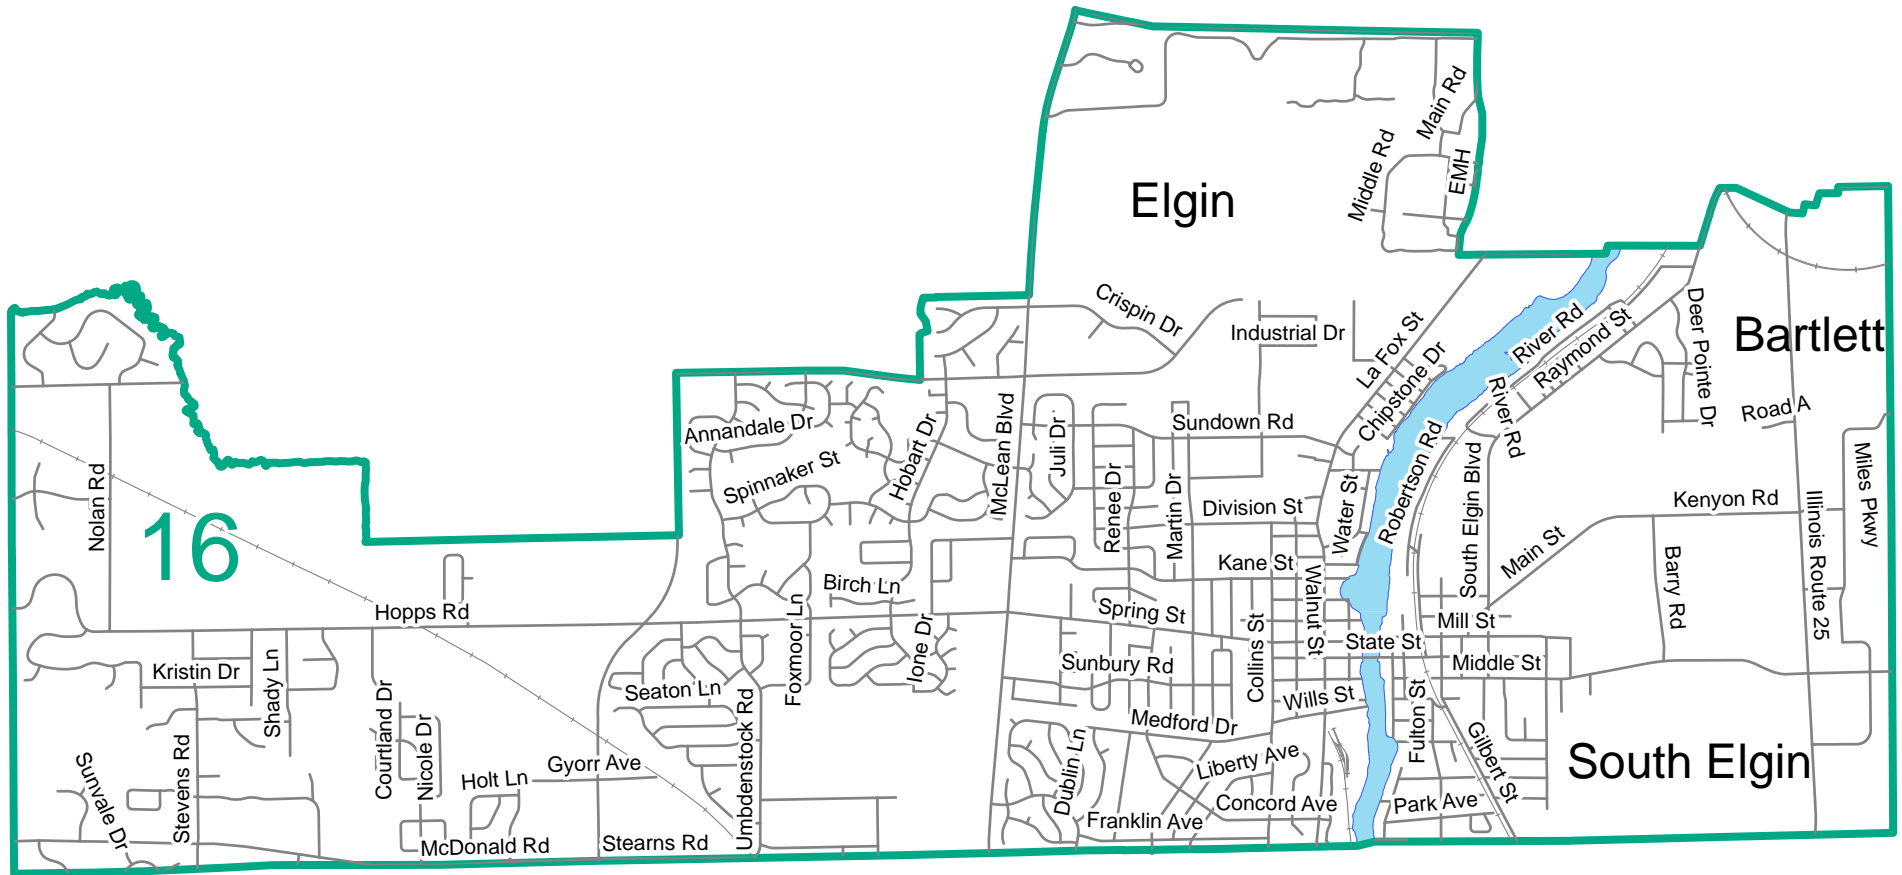 Main Rd
Middle Rd
EMH
Elgin
Crispin Dr
Industrial Dr
La Fox St
Chipstone Dr
River Rd
Raymond St
Deer Pointe Dr
Bartlett
Road A
River Rd
Annandale Dr
Spinnaker St
Hobart Dr
McLean Blvd
Juli Dr
Sundown Rd
Renee Dr
Martin Dr
Division St
Water St
Robertson Rd
South Elgin Blvd
Kenyon Rd
Main St
Miles Pkwy
Illinois Route 25
Barry Rd
Nolan Rd
16
Hopps Rd
Birch Ln
Foxmoor Ln
Ione Dr
Kane St
Walnut St
Spring St
Collins St
State St
Mill St
Middle St
Sunbury Rd
Kristin Dr
Shady Ln
Courtland Dr
Nicole Dr
Seaton Ln
Umbdenstock Rd
Wills St
Medford Dr
Fulton St
Gilbert St
South Elgin
Sunvale Dr
Stevens Rd
Holt Ln
Gyorr Ave
Dublin Ln
Liberty Ave
Concord Ave
Park Ave
Franklin Ave
McDonald Rd
Stearns Rd